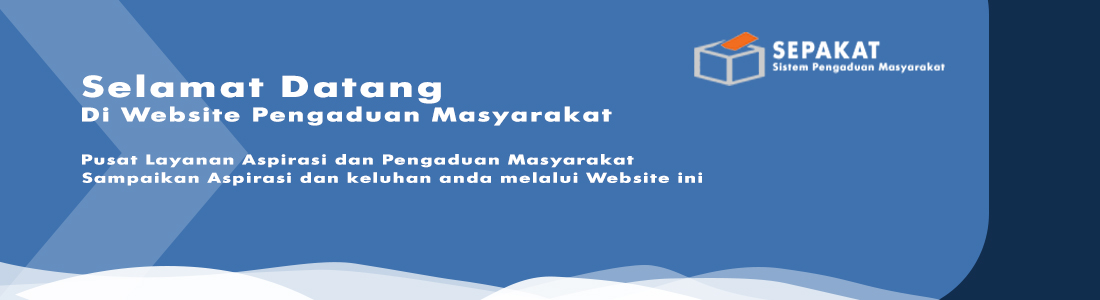 SEPAKAT
Sistem Pengaduan Masyarakat
Selamat Datang
Di Website Pengaduan Masyarakat
Pusat Layanan Aspirasi dan Pengaduan Masyarakat
Sampaikan Aspirasi dan keluhan anda melalui Website ini